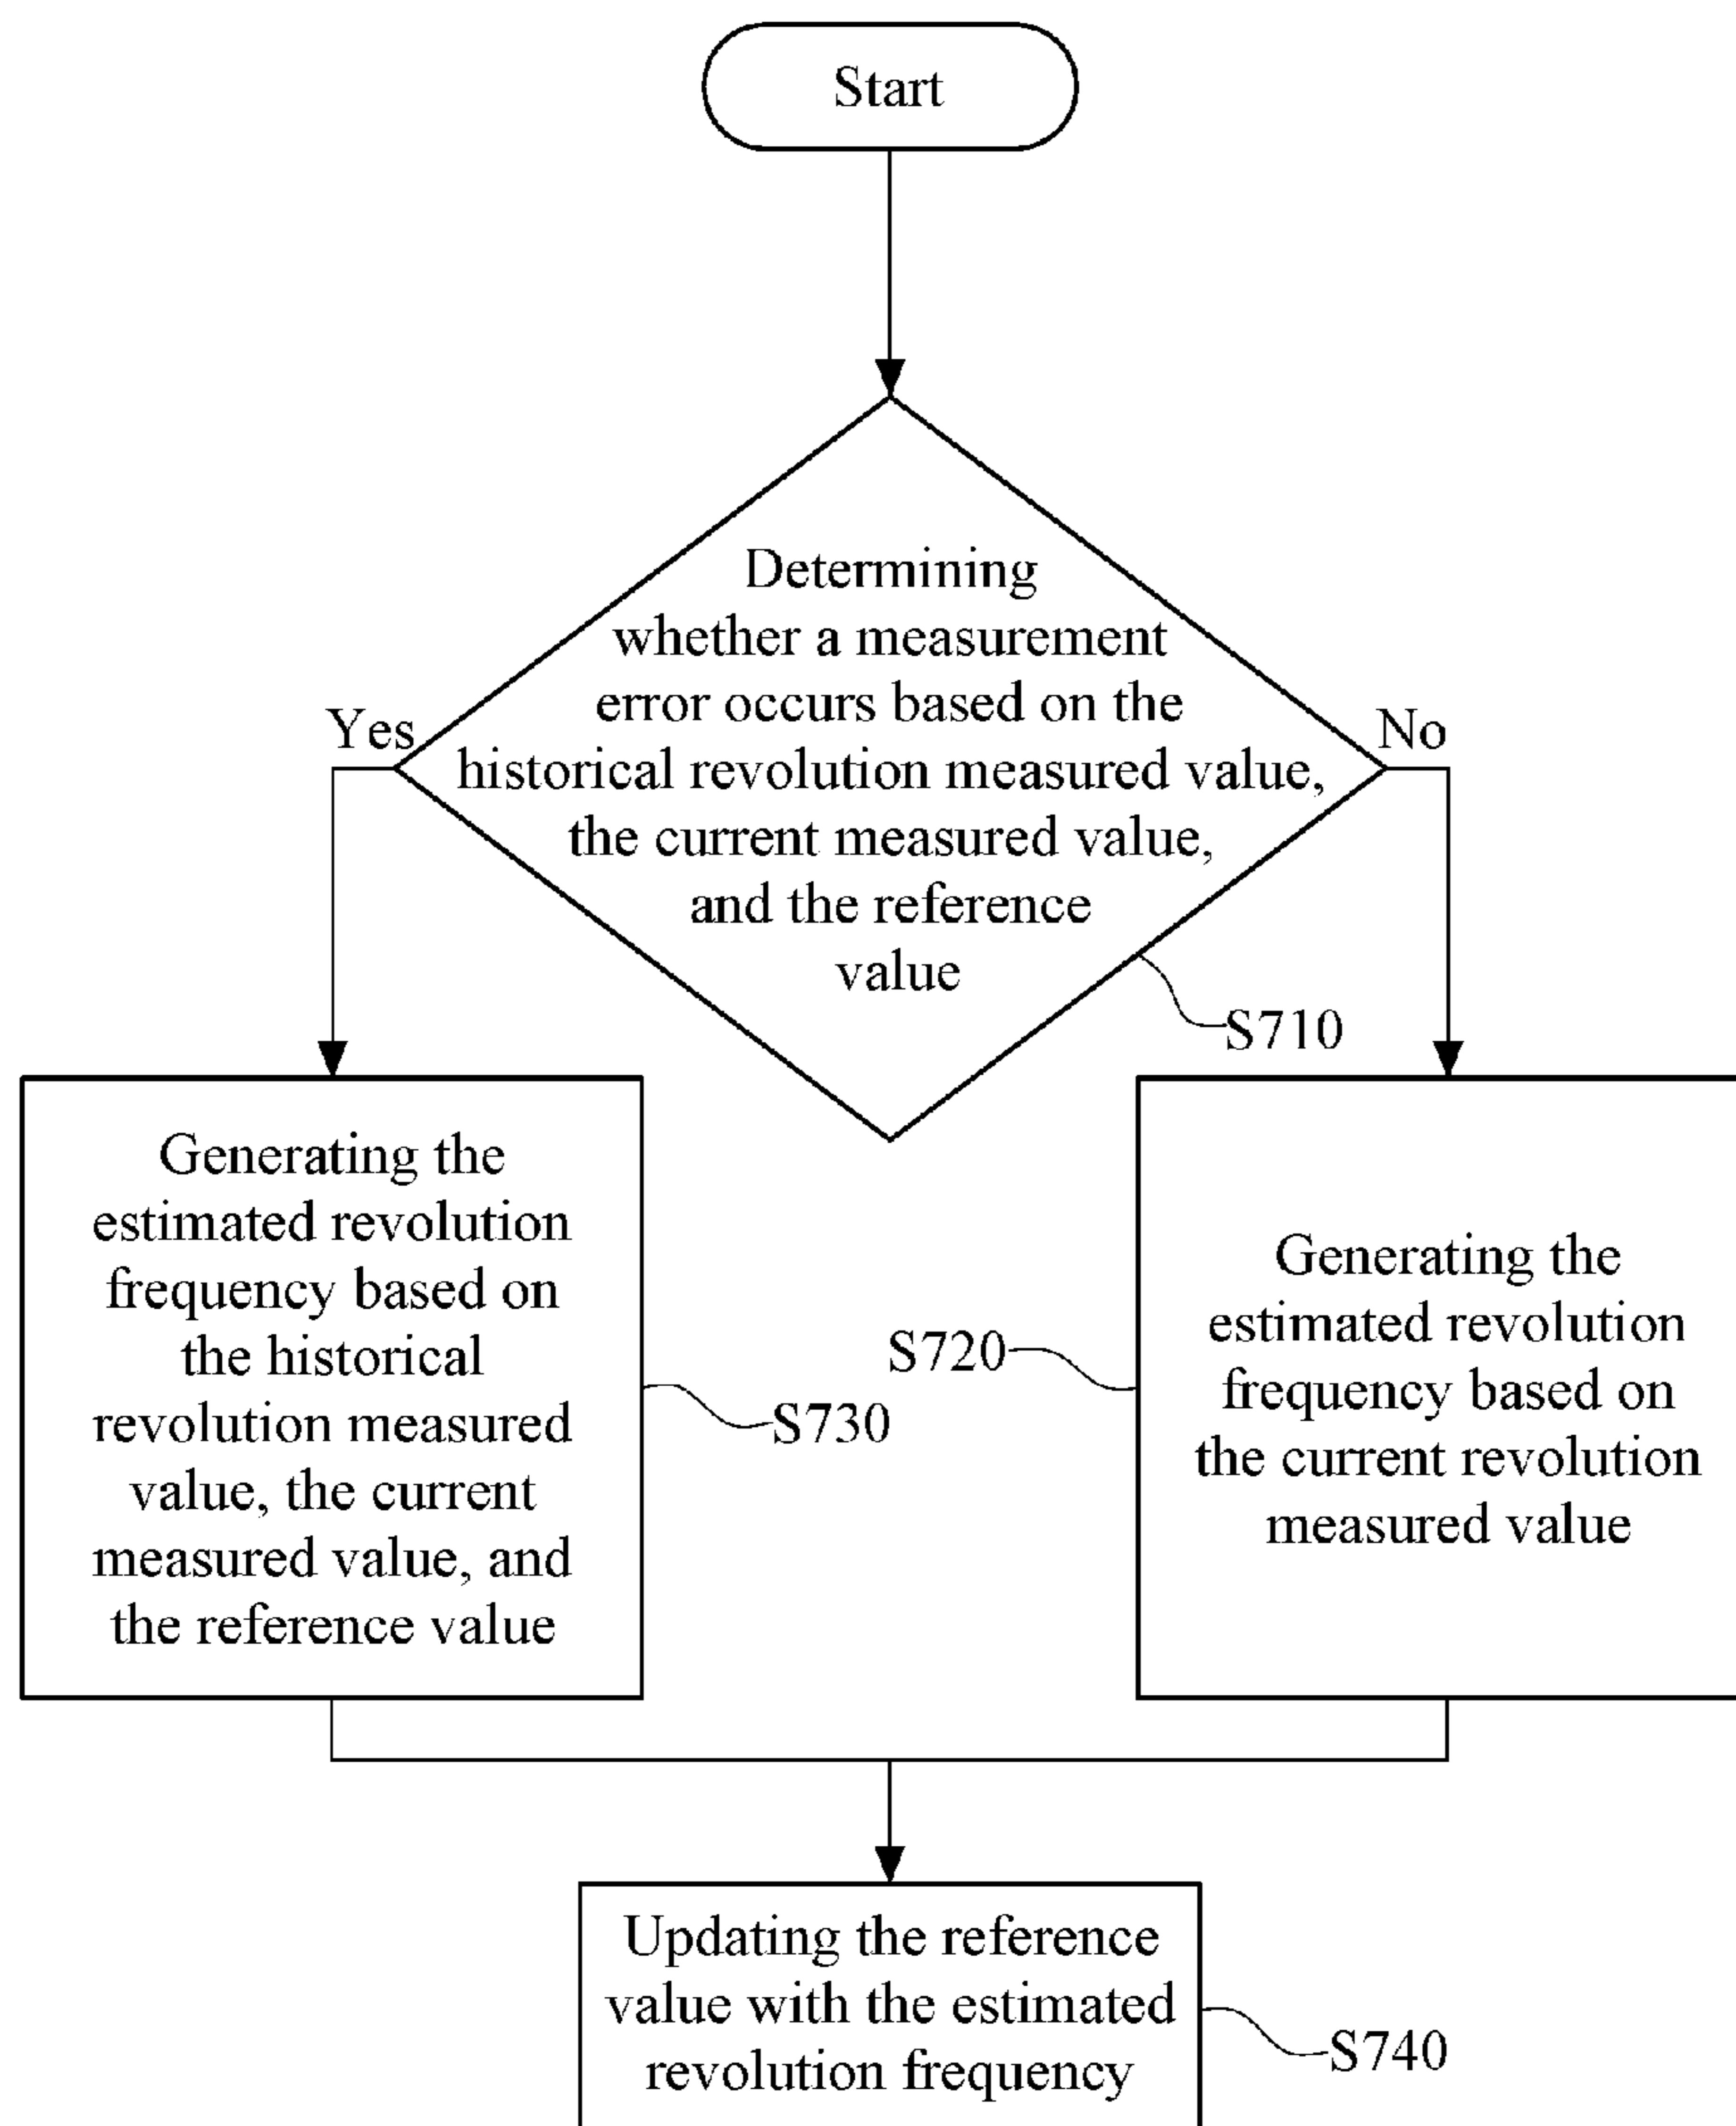 Start
Determining
whether a measurement
error occurs based on the
historical revolution measured value,
the current measured value,
and the reference
value
Yes
No
S710
Generating the
estimated revolution
frequency based on
the historical
revolution measured
value, the current
measured value, and
the reference value
S730
S720
Generating the
estimated revolution
frequency based on
the current revolution
measured value
Updating the reference
value with the estimated
revolution frequency
S740